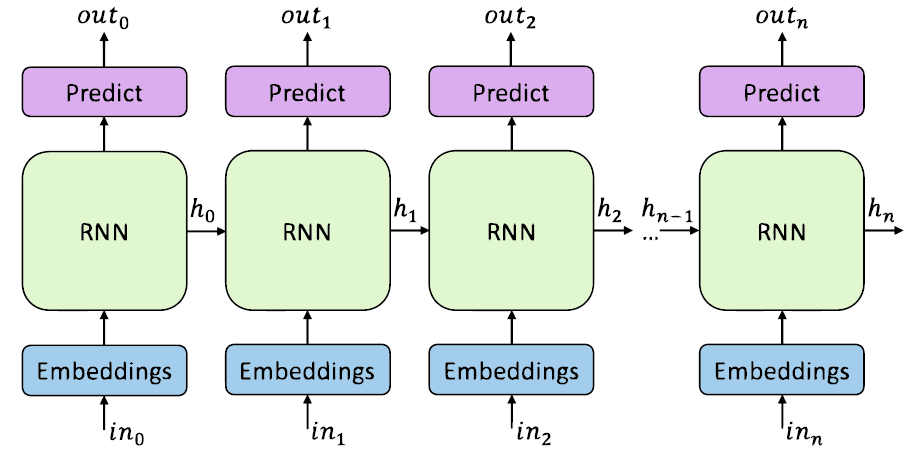 out₀ out₁ out₂ outₙ
Predict Predict Predict Predict
h₀ h₁ h₂ hₙ₋₁ hₙ
RNN RNN RNN ... RNN
Embeddings Embeddings Embeddings Embeddings
in₀ in₁ in₂ inₙ